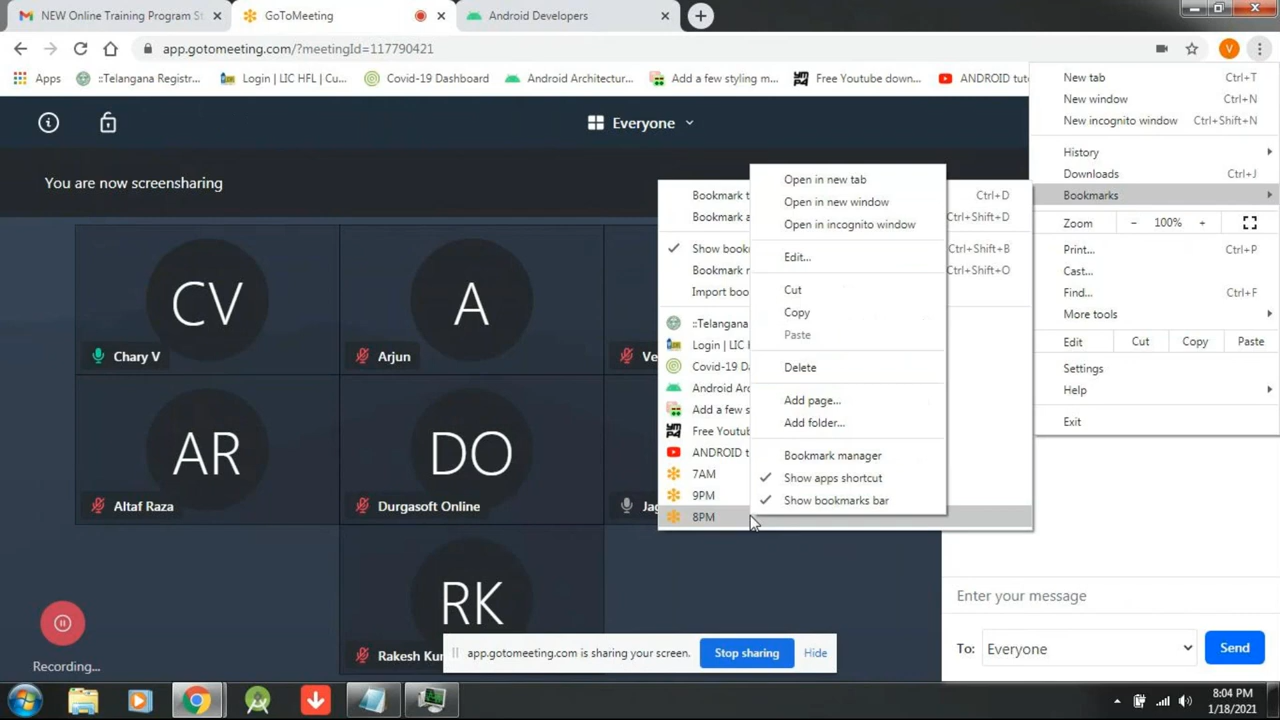 NEW Online Training Program St
GoToMeeting
Android Developers
app.gotomeeting.com/?meetingId=117790421
V
Apps
::Telangana Registr...
Login | LIC HFL | Cu...
Covid-19 Dashboard
Android Architectur...
Add a few styling m...
Free Youtube down...
ANDROID tut
Everyone
You are now screensharing
CV
Chary V
A
Arjun
Ve
AR
Altaf Raza
DO
Durgasoft Online
Jag
RK
Rakesh Kur
Recording...
Bookmark t
Ctrl+D
Bookmark a
Ctrl+Shift+D
Show book
Ctrl+Shift+B
Bookmark m
Ctrl+Shift+O
Import boo
::Telangana
Login | LIC H
Covid-19 Da
Android Arc
Add a few s
Free Youtub
ANDROID t
7AM
9PM
8PM
Open in new tab
Open in new window
Open in incognito window
Edit...
Cut
Copy
Paste
Delete
Add page...
Add folder...
Bookmark manager
Show apps shortcut
Show bookmarks bar
New tab Ctrl+T
New window Ctrl+N
New incognito window Ctrl+Shift+N
History
Downloads Ctrl+J
Bookmarks
Zoom - 100% +
Print... Ctrl+P
Cast...
Find... Ctrl+F
More tools
Edit Cut Copy Paste
Settings
Help
Exit
Enter your message
To: Everyone Send
app.gotomeeting.com is sharing your screen. Stop sharing Hide
8:04 PM
1/18/2021